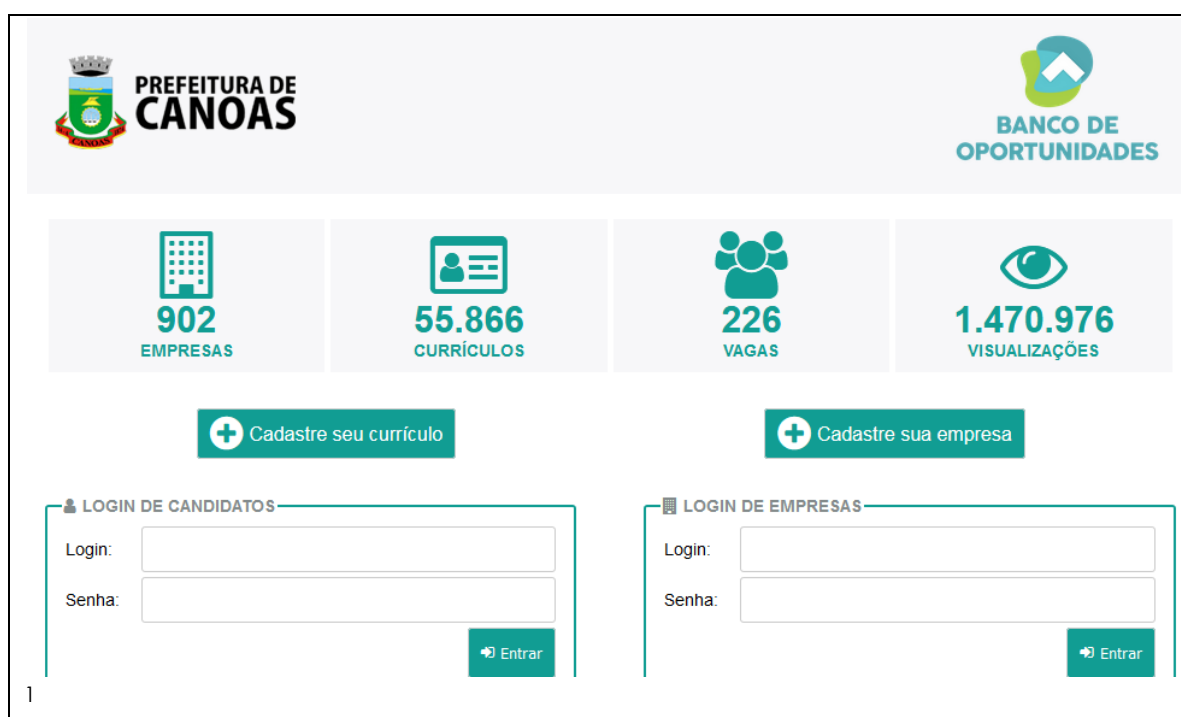 PREFEITURA DE
CANOAS
CANOAS
BANCO DE
OPORTUNIDADES
902
EMPRESAS
55.866
CURRÍCULOS
226
VAGAS
1.470.976
VISUALIZAÇÕES
Cadastre seu currículo
Cadastre sua empresa
LOGIN DE CANDIDATOS
Login:
Senha:
Entrar
LOGIN DE EMPRESAS
Login:
Senha:
Entrar
1